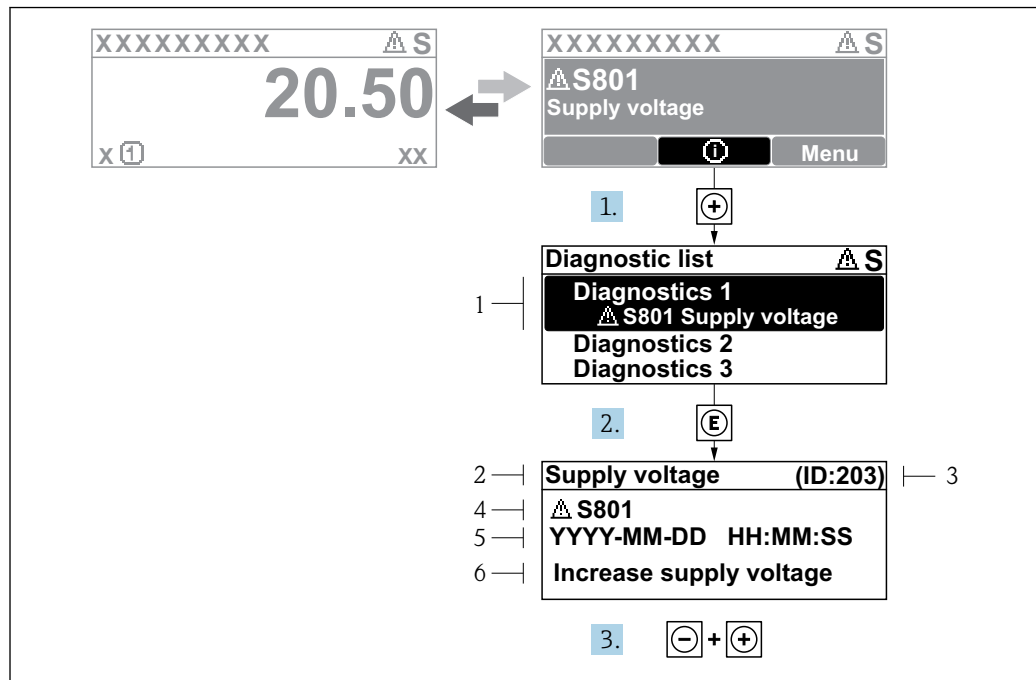 XXXXXXXXX ⚠ S
20.50
X ① XX
XXXXXXXXX ⚠ S
⚠ S801
Supply voltage
ⓘ Menu
1. ⊕
Diagnostic list ⚠ S
1
Diagnostics 1
⚠ S801 Supply voltage
Diagnostics 2
Diagnostics 3
2. Ⓔ
2 Supply voltage (ID:203) 3
4 ⚠ S801
5 YYYY-MM-DD HH:MM:SS
6 Increase supply voltage
3. ⊖ + ⊕